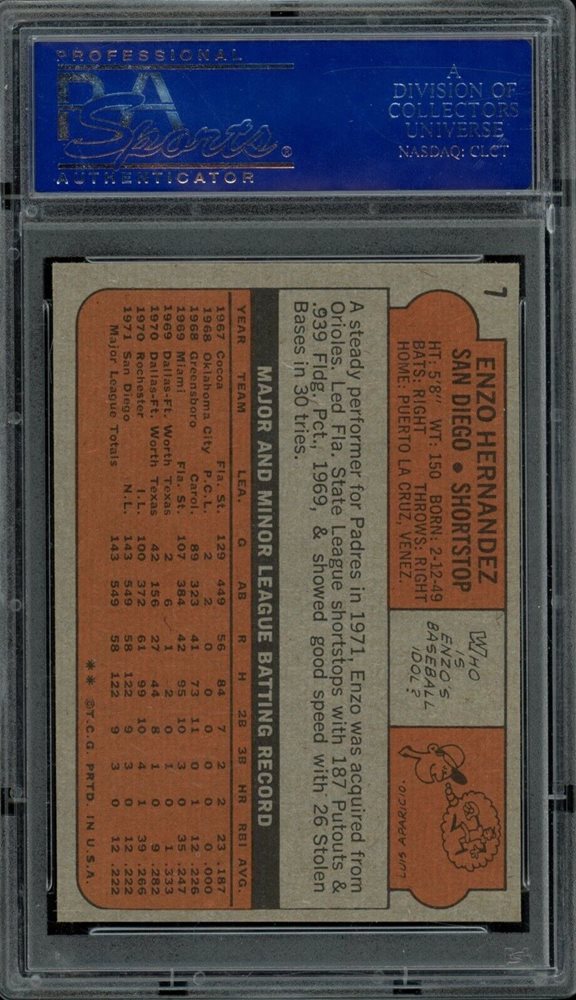 PROFESSIONAL
PSA
Sports®
AUTHENTICATOR
A
DIVISION OF
COLLECTORS
UNIVERSE
NASDAQ: CLCT
7
ENZO HERNANDEZ
SAN DIEGO • SHORTSTOP
HT: 5'8" WT: 150 BORN: 2-12-49
BATS: RIGHT THROWS: RIGHT
HOME: PUERTO LA CRUZ, VENEZ.
WHO
IS
ENZO'S
BASEBALL
IDOL?
LUIS APARICIO.
A steady performer for Padres in 1971, Enzo was acquired from
Orioles. Led Fla. State League shortstops with 187 Putouts &
.939 Fldg. Pct., 1969, & showed good speed with 26 Stolen
Bases in 30 tries.
MAJOR AND MINOR LEAGUE BATTING RECORD
YEAR TEAM LEA. G AB R H 2B 3B HR RBI AVG.
1967 Cocoa Fla. St. 129 449 56 84 7 2 2 23 .187
1968 Oklahoma City P.C.L. 2 2 0 0 0 0 0 0 .000
1968 Greensboro Carol. 89 323 41 73 11 0 1 12 .226
1969 Miami Fla. St. 107 384 42 95 10 3 0 35 .247
1969 Dallas-Ft. Worth Texas 2 6 1 2 0 1 0 1 .333
1970 Dallas-Ft. Worth Texas 42 156 27 44 8 1 0 9 .282
1970 Rochester I.L. 100 372 61 99 10 4 1 39 .266
1971 San Diego N.L. 143 549 58 122 9 3 0 12 .222
Major League Totals 143 549 58 122 9 3 0 12 .222
** ©T.C.G. PRTD. IN U.S.A.